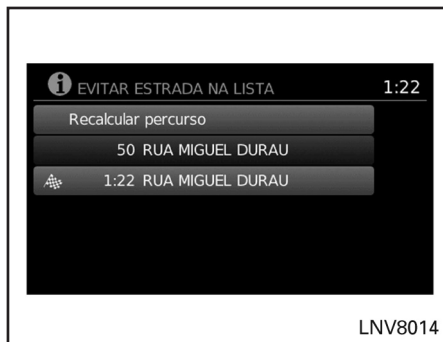 EVITAR ESTRADA NA LISTA 1:22
Recalcular percurso
50 RUA MIGUEL DURAU
1:22 RUA MIGUEL DURAU
LNV8014